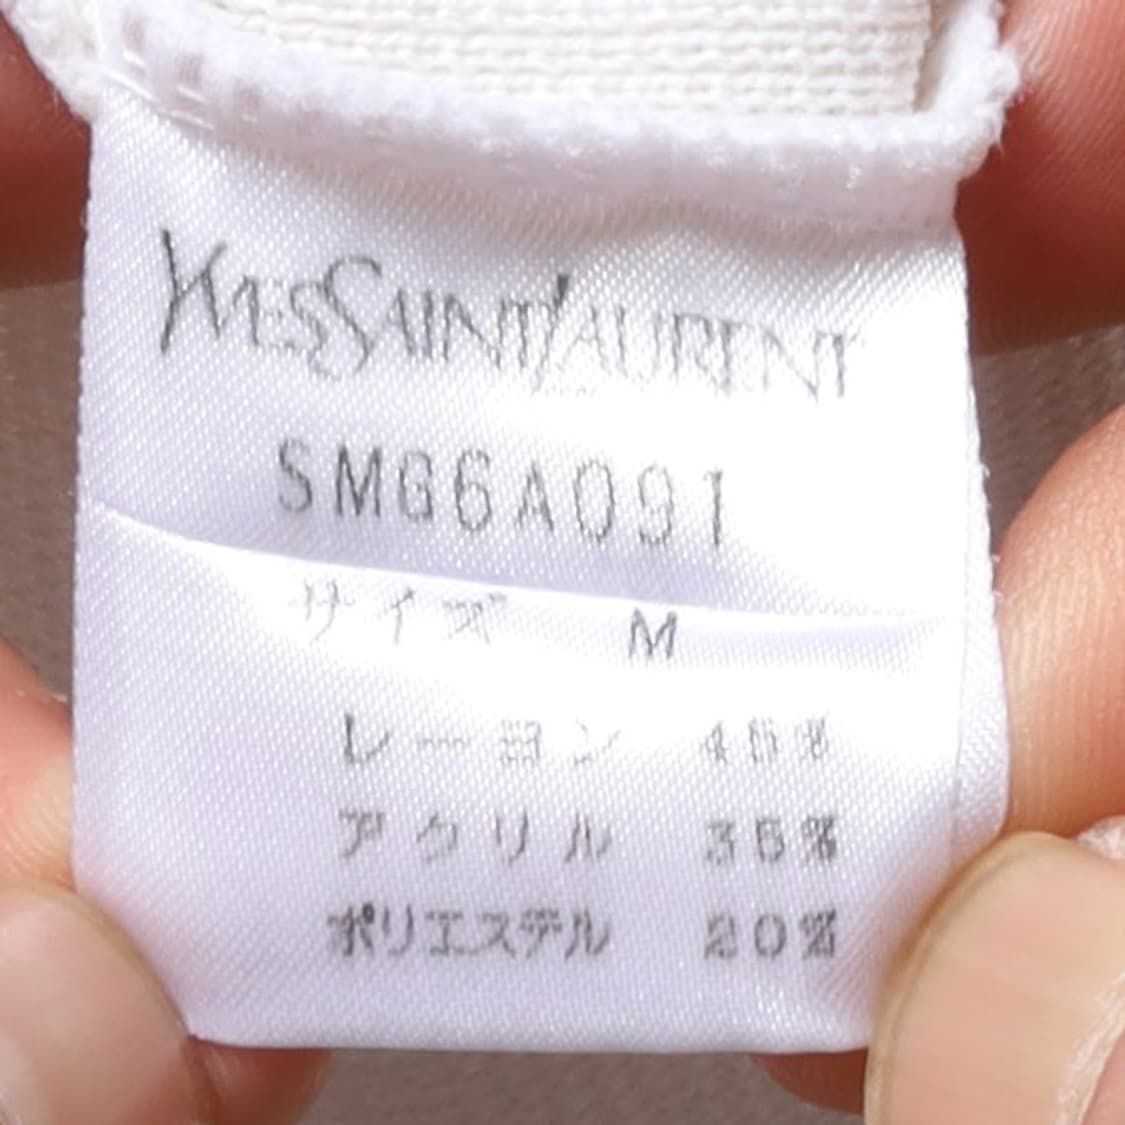 YVESSAINTLAURENT
SMG6A091
サイズ M
レーヨン 45%
アクリル 35%
ポリエステル 20%